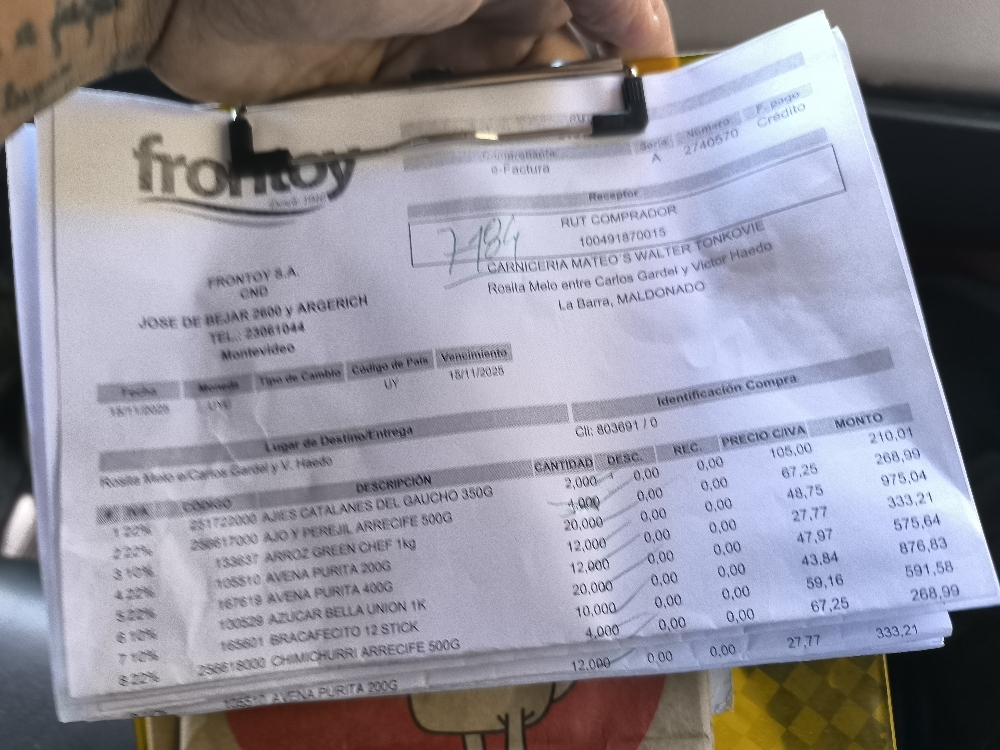 frontoy
RUT
Comprobante Serie Número F. pago
e-Factura A 2740570 Crédito
Receptor
RUT COMPRADOR
7184
100491870015
CARNICERIA MATEO´S WALTER TONKOVIE
Rosita Melo entre Carlos Gardel y Victor Haedo
La Barra, MALDONADO
FRONTOY S.A.
CND
JOSE DE BEJAR 2600 y ARGERICH
TEL.: 23061044
Montevideo
Fecha Moneda Tipo de Cambio Código de País Vencimiento
15/11/2025 UYU UY 15/11/2025
Lugar de Destino/Entrega Identificación Compra
Rosita Melo e/Carlos Gardel y V. Haedo Cli: 803691 / 0
# IVA CODIGO DESCRIPCIÓN CANTIDAD DESC. REC. PRECIO C/IVA MONTO
1 22% 251722000 AJIES CATALANES DEL GAUCHO 350G 2,000 0,00 0,00 105,00 210,01
2 22% 256617000 AJO Y PEREJIL ARRECIFE 500G 4,000 0,00 0,00 67,25 268,99
3 10% 133637 ARROZ GREEN CHEF 1kg 20,000 0,00 0,00 48,75 975,04
4 22% 105510 AVENA PURITA 200G 12,000 0,00 0,00 27,77 333,21
5 22% 167619 AVENA PURITA 400G 12,000 0,00 0,00 47,97 575,64
6 10% 100529 AZUCAR BELLA UNION 1K 20,000 0,00 0,00 43,84 876,83
7 10% 165601 BRACAFECITO 12 STICK 10,000 0,00 0,00 59,16 591,58
8 22% 256618000 CHIMICHURRI ARRECIFE 500G 4,000 0,00 0,00 67,25 268,99
AVENA PURITA 200G 12,000 0,00 0,00 27,77 333,21